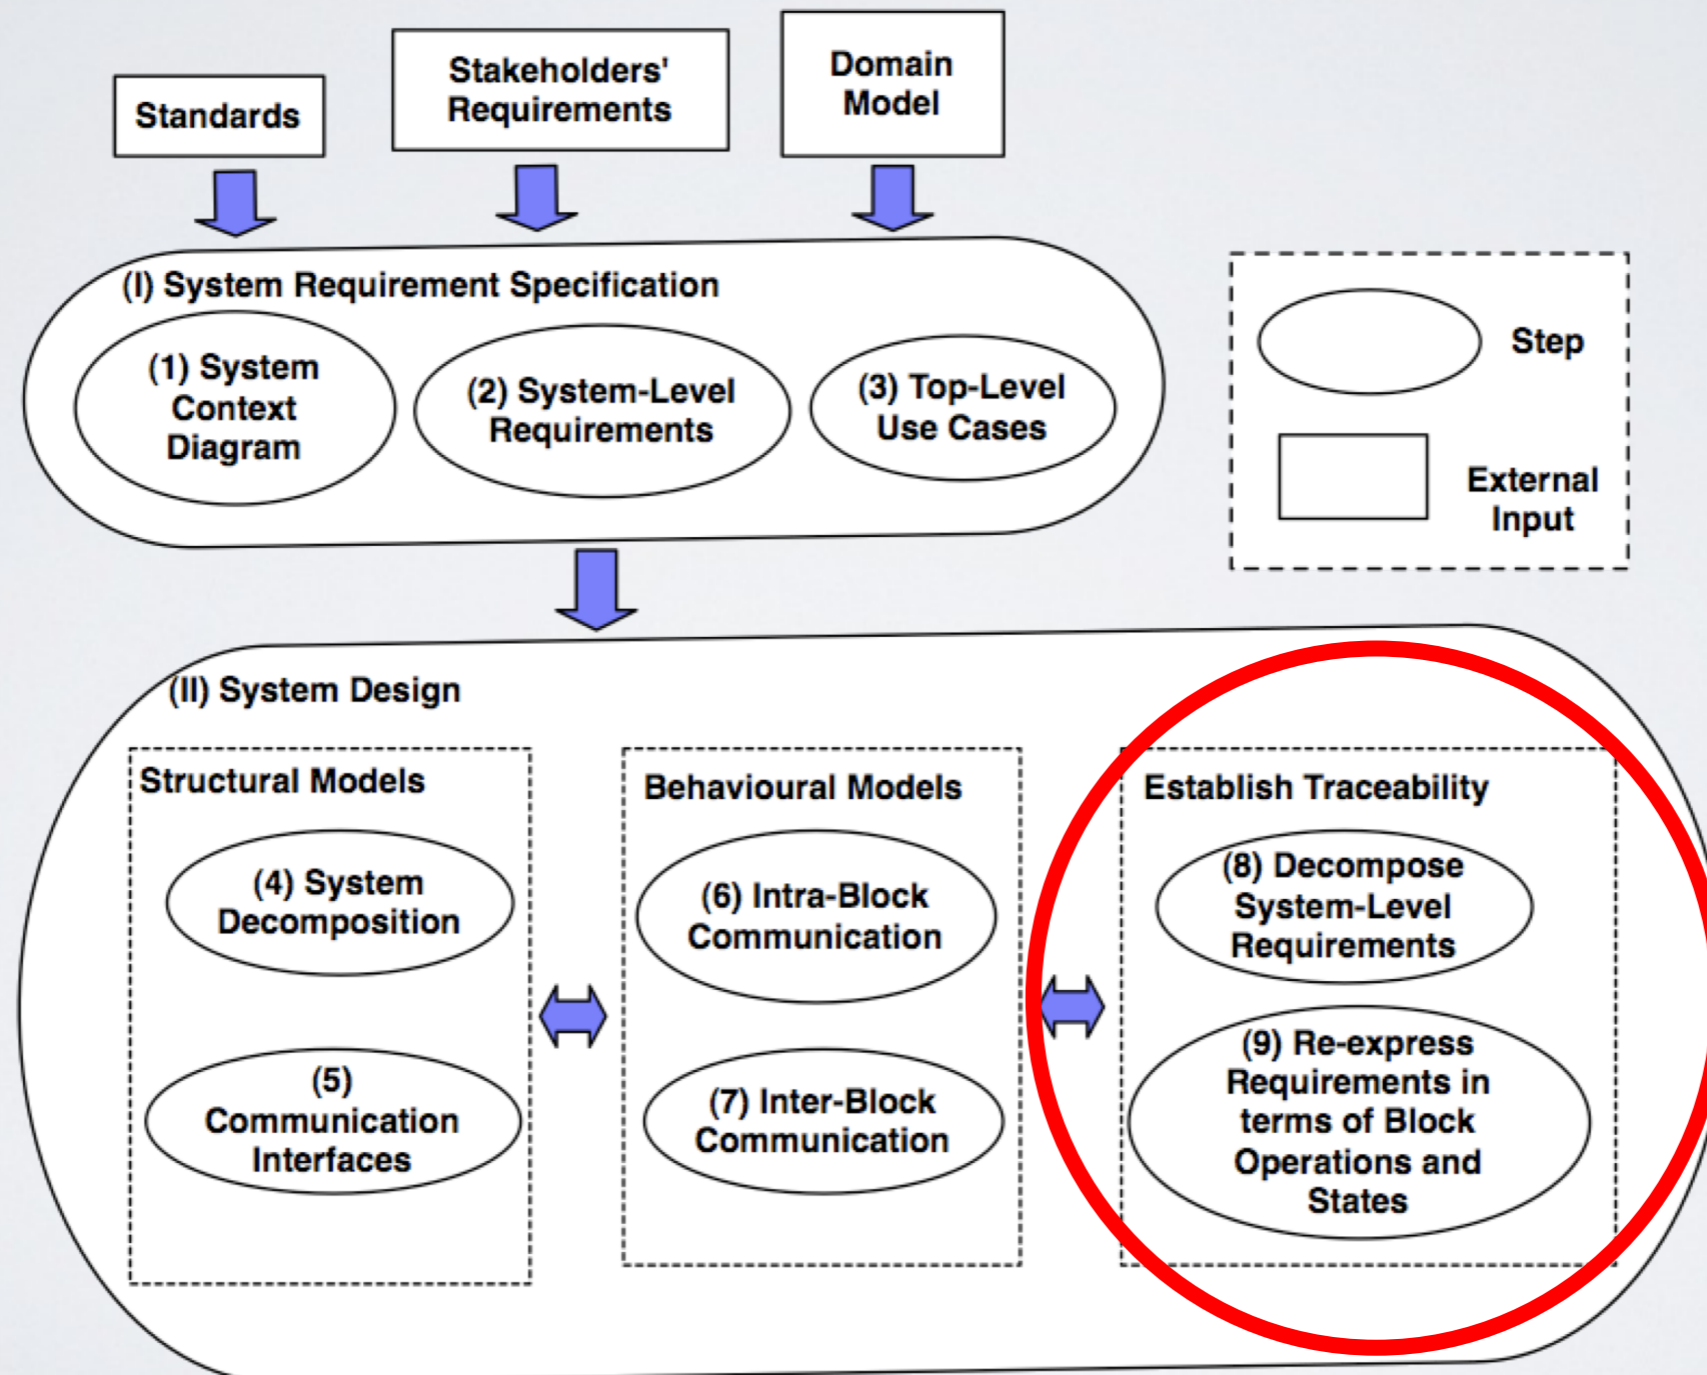 Standards
Stakeholders'
Requirements
Domain
Model
(I) System Requirement Specification
(1) System
Context
Diagram
(2) System-Level
Requirements
(3) Top-Level
Use Cases
Step
External
Input
(II) System Design
Structural Models
(4) System
Decomposition
(5)
Communication
Interfaces
Behavioural Models
(6) Intra-Block
Communication
(7) Inter-Block
Communication
Establish Traceability
(8) Decompose
System-Level
Requirements
(9) Re-express
Requirements in
terms of Block
Operations and
States